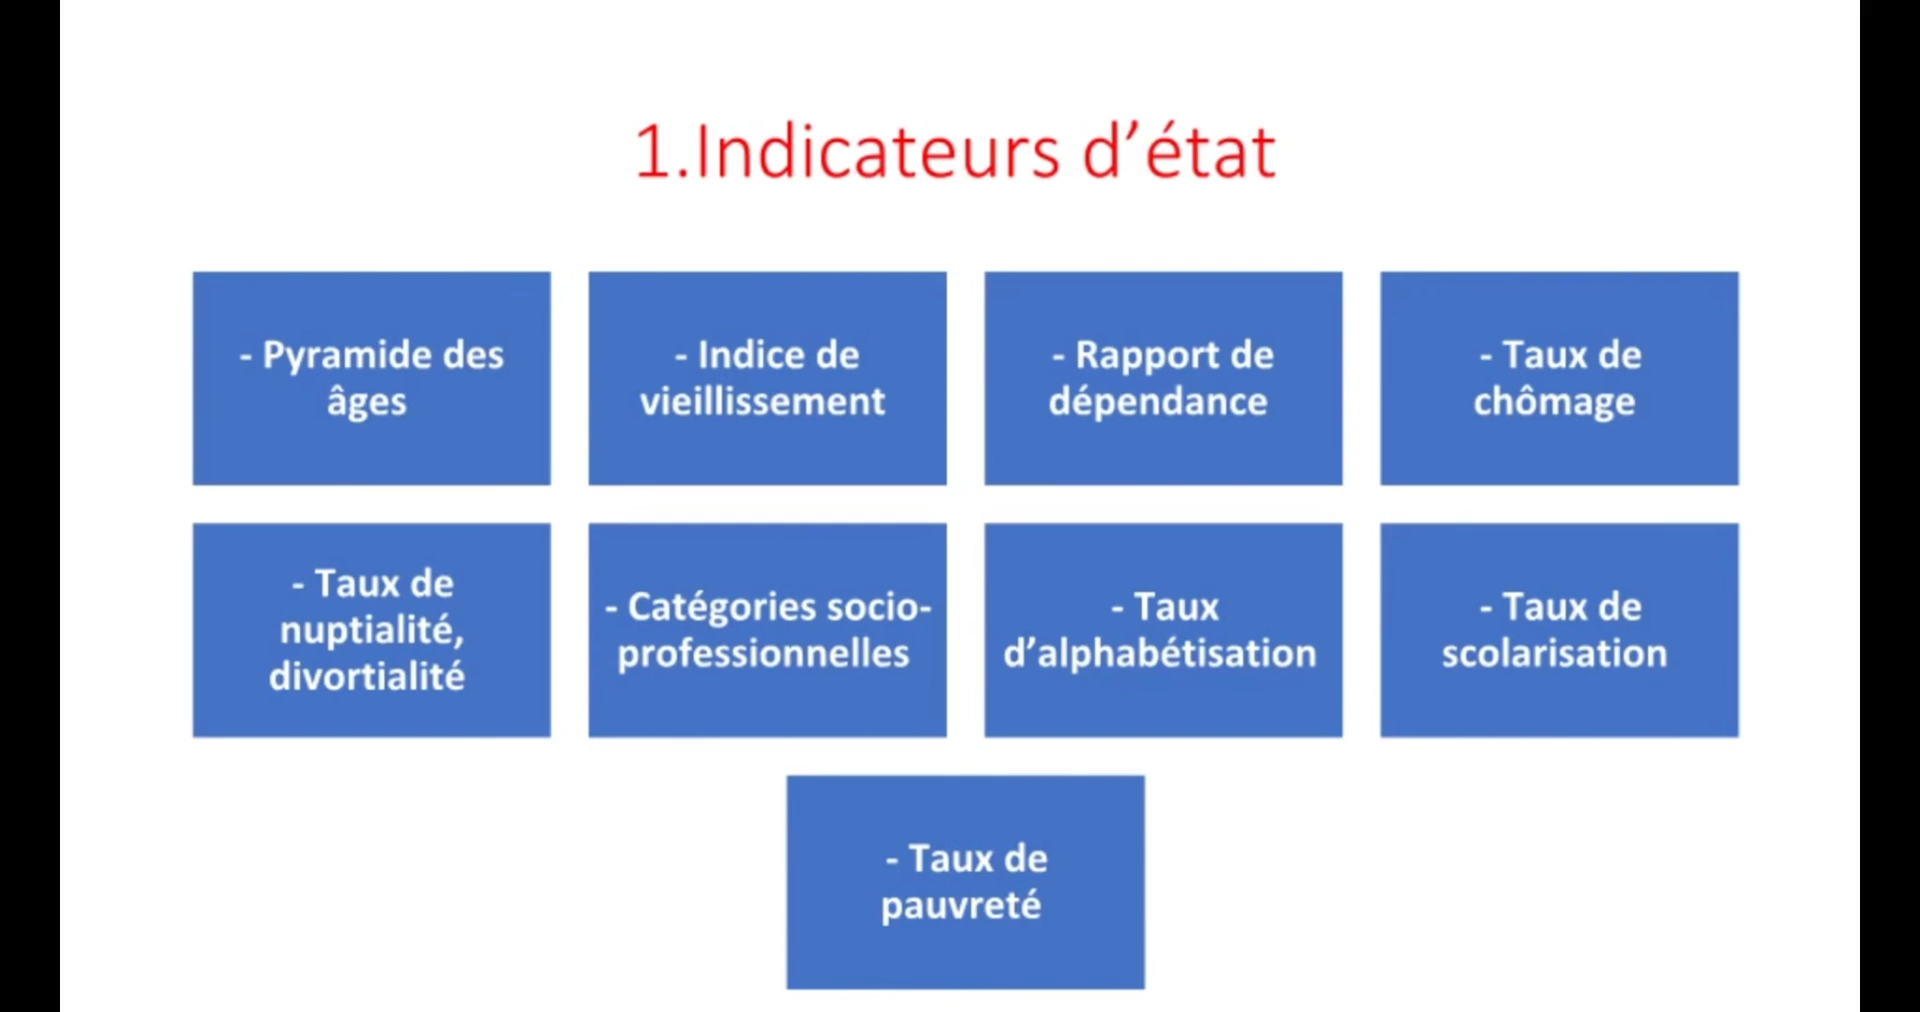 1.Indicateurs d’état
- Pyramide des
âges
- Indice de
vieillissement
- Rapport de
dépendance
- Taux de
chômage
- Taux de
nuptialité,
divortialité
- Catégories socio-
professionnelles
- Taux
d’alphabétisation
- Taux de
scolarisation
- Taux de
pauvreté